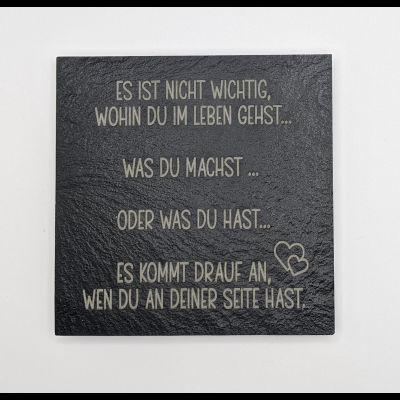 ES IST NICHT WICHTIG,
WOHIN DU IM LEBEN GEHST...
WAS DU MACHST ...
ODER WAS DU HAST...
ES KOMMT DRAUF AN,
WEN DU AN DEINER SEITE HAST.